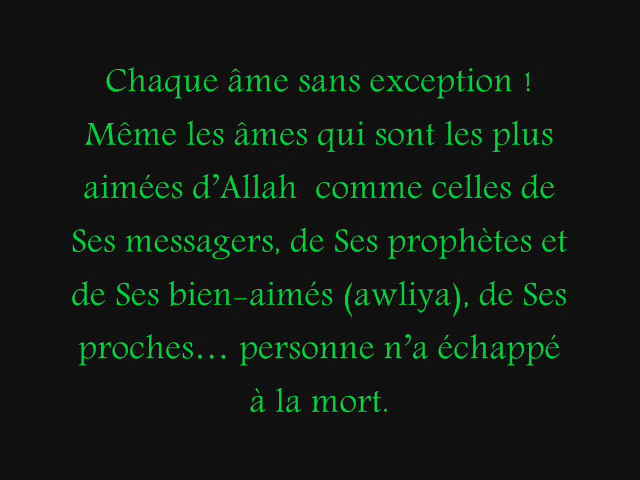 Chaque âme sans exception !
Même les âmes qui sont les plus
aimées d’Allah  comme celles de
Ses messagers, de Ses prophètes et
de Ses bien-aimés (awliya), de Ses
proches… personne n’a échappé
à la mort.